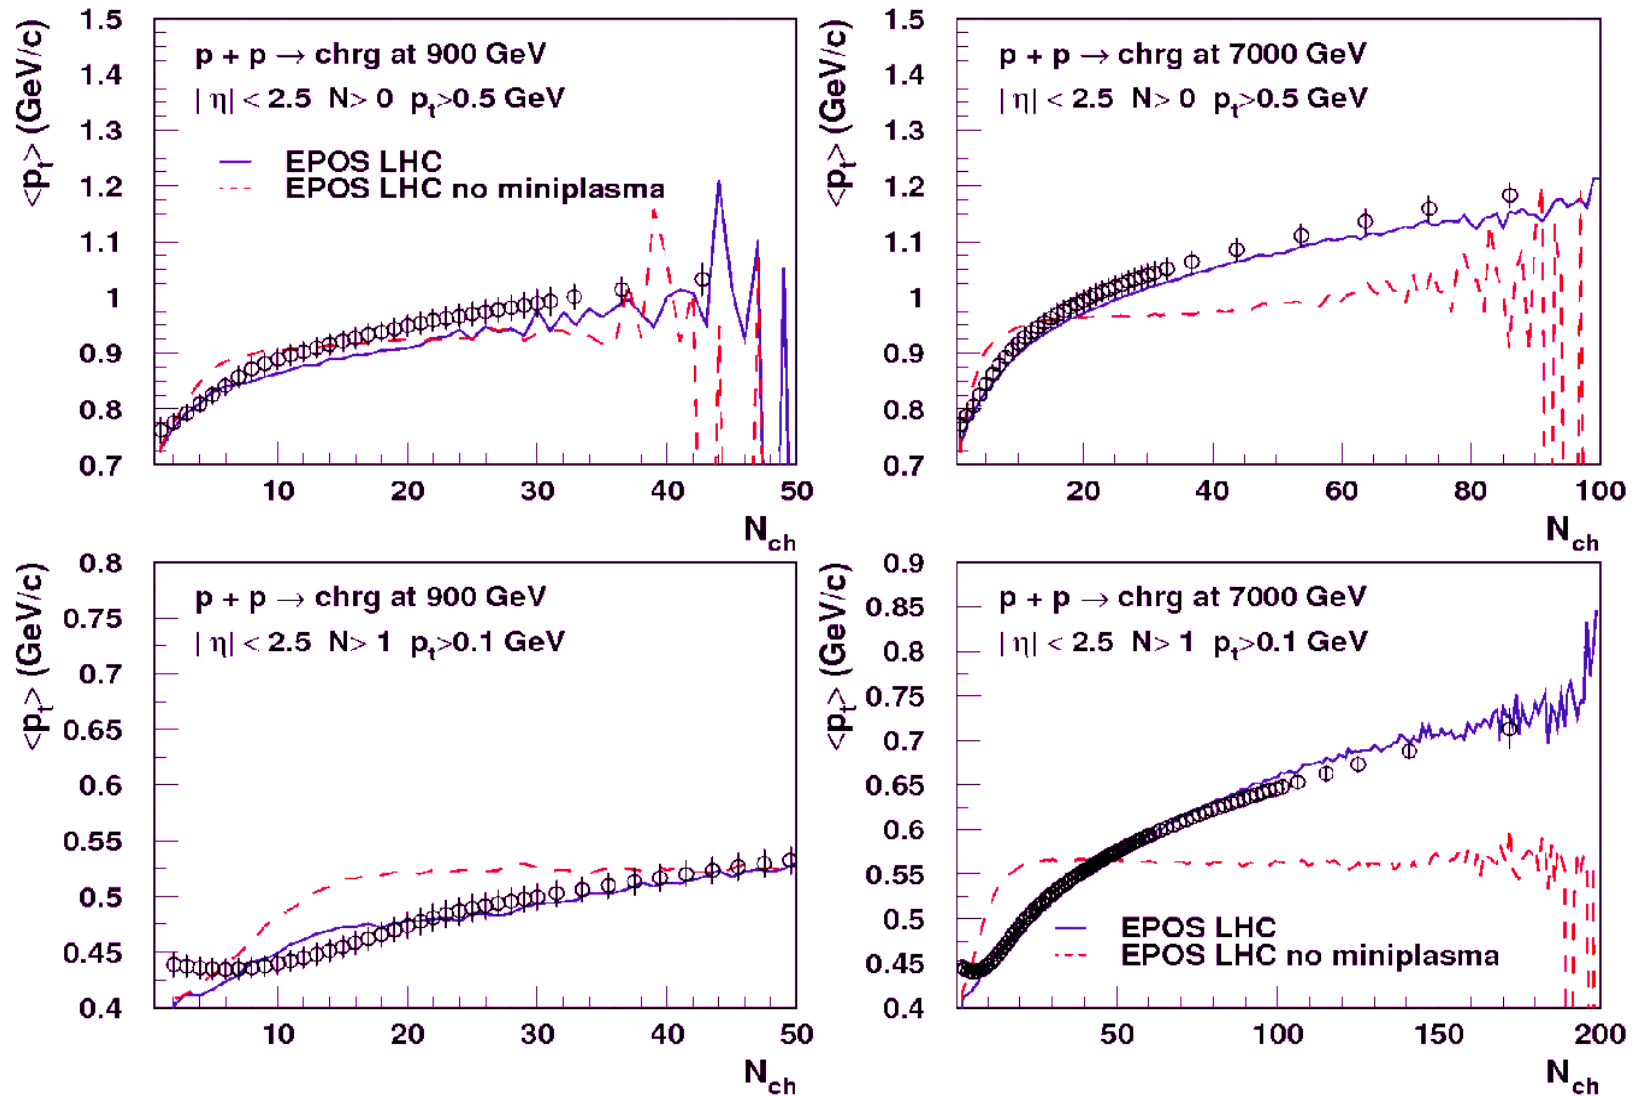 1.5
1.4
1.3
1.2
1.1
1
0.9
0.8
0.7
<pt> (GeV/c)
p + p → chrg at 900 GeV
| η| < 2.5 N> 0 pt>0.5 GeV
EPOS LHC
EPOS LHC no miniplasma
10 20 30 40 50
Nch
1.5
1.4
1.3
1.2
1.1
1
0.9
0.8
0.7
<pt> (GeV/c)
p + p → chrg at 7000 GeV
| η| < 2.5 N> 0 pt>0.5 GeV
20 40 60 80 100
Nch
0.8
0.75
0.7
0.65
0.6
0.55
0.5
0.45
0.4
<pt> (GeV/c)
p + p → chrg at 900 GeV
| η| < 2.5 N> 1 pt>0.1 GeV
10 20 30 40 50
Nch
0.9
0.85
0.8
0.75
0.7
0.65
0.6
0.55
0.5
0.45
0.4
<pt> (GeV/c)
p + p → chrg at 7000 GeV
| η| < 2.5 N> 1 pt>0.1 GeV
EPOS LHC
EPOS LHC no miniplasma
50 100 150 200
Nch